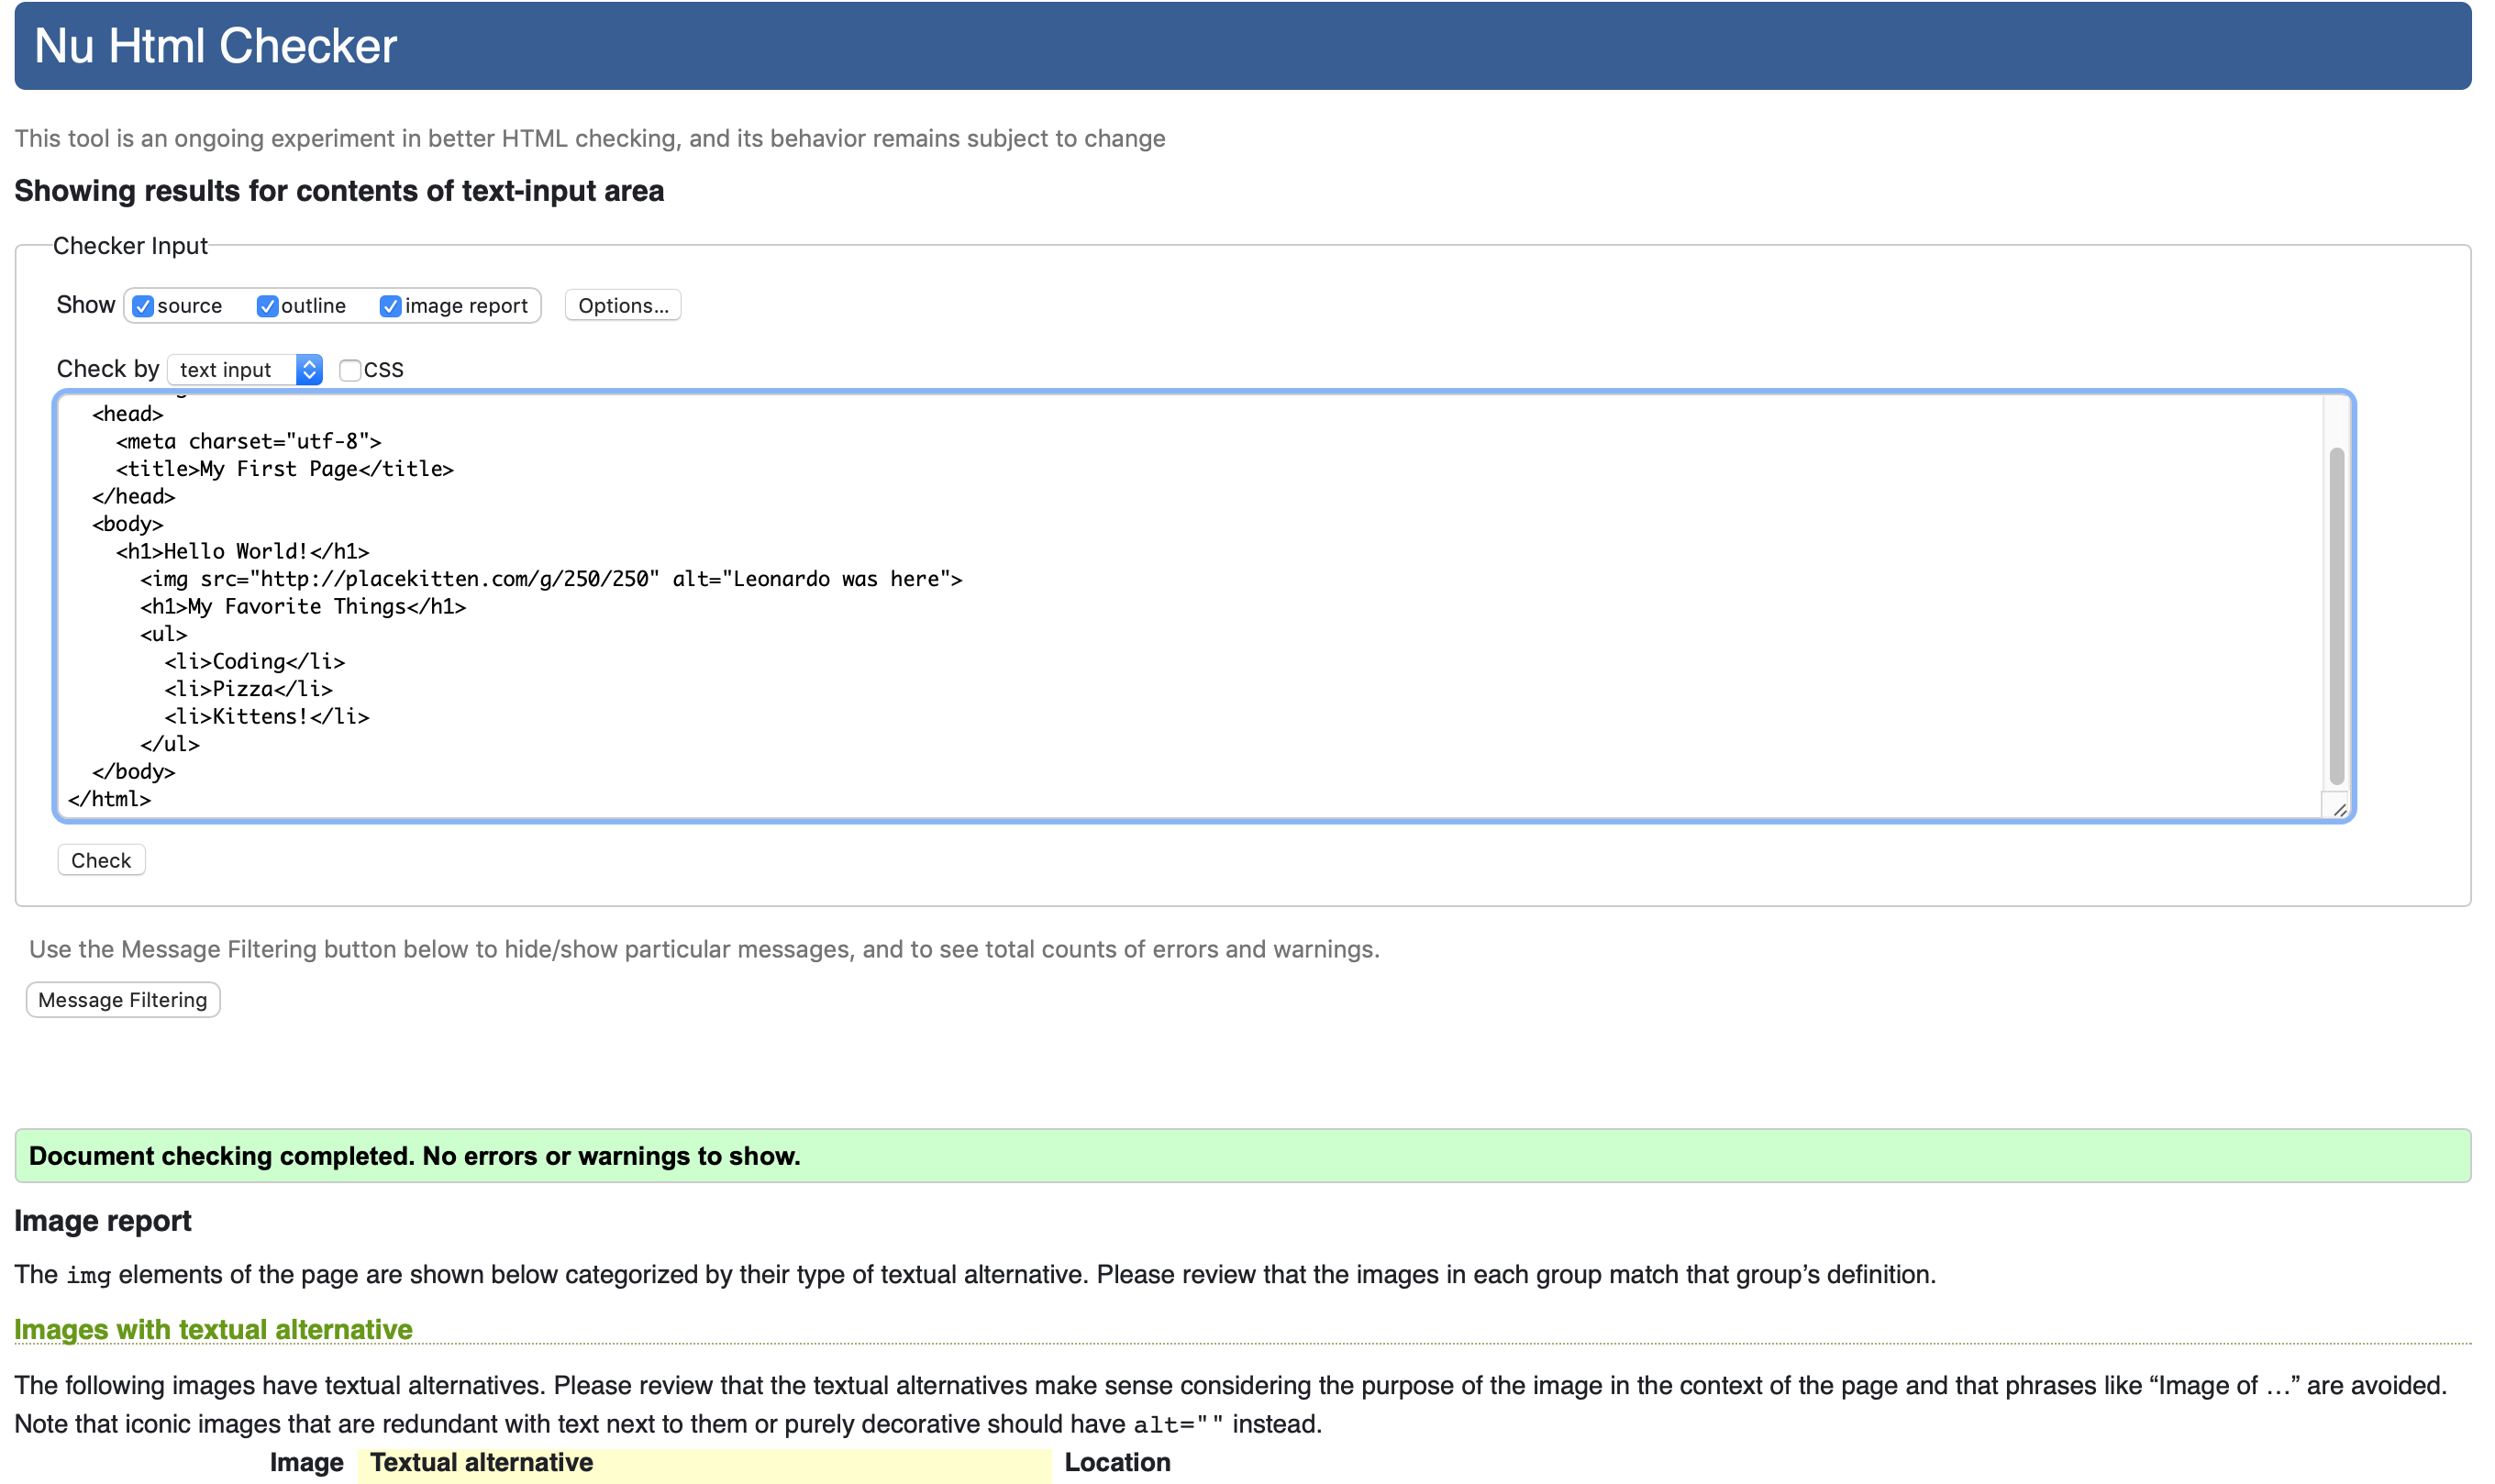 Nu Html Checker
This tool is an ongoing experiment in better HTML checking, and its behavior remains subject to change
Showing results for contents of text-input area
Checker Input
Show source outline image report Options...
Check by text input CSS
<head>
<meta charset="utf-8">
<title>My First Page</title>
</head>
<body>
<h1>Hello World!</h1>
<img src="http://placekitten.com/g/250/250" alt="Leonardo was here">
<h1>My Favorite Things</h1>
<ul>
<li>Coding</li>
<li>Pizza</li>
<li>Kittens!</li>
</ul>
</body>
</html>
Check
Use the Message Filtering button below to hide/show particular messages, and to see total counts of errors and warnings.
Message Filtering
Document checking completed. No errors or warnings to show.
Image report
The img elements of the page are shown below categorized by their type of textual alternative. Please review that the images in each group match that group’s definition.
Images with textual alternative
The following images have textual alternatives. Please review that the textual alternatives make sense considering the purpose of the image in the context of the page and that phrases like “Image of …” are avoided.
Note that iconic images that are redundant with text next to them or purely decorative should have alt="" instead.
Image Textual alternative Location